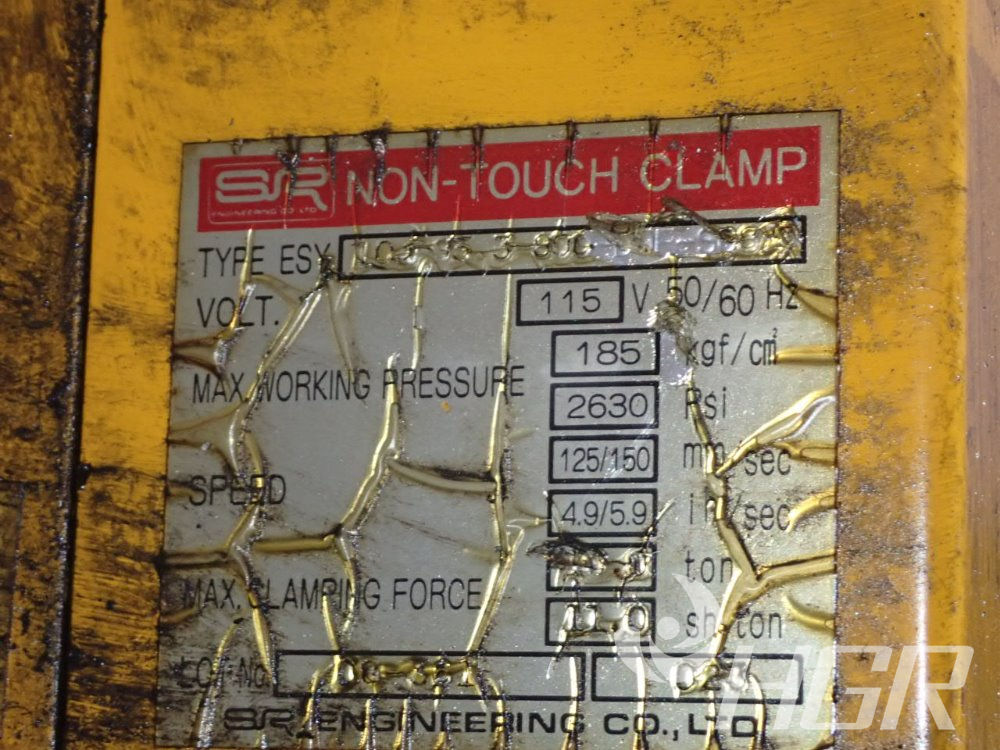 SR NON-TOUCH CLAMP
ENGINEERING CO LTD
TYPE ESY
VOLT. 115 V 50/60 Hz
185 kgf/cm²
MAX.WORKING PRESSURE
2630 Psi
125/150 mm/sec
SPEED
4.9/5.9 in/sec
ton
MAX.CLAMPING FORCE
11.0 sh ton
LOT-No.
SR ENGINEERING CO.,LTD.
HGR